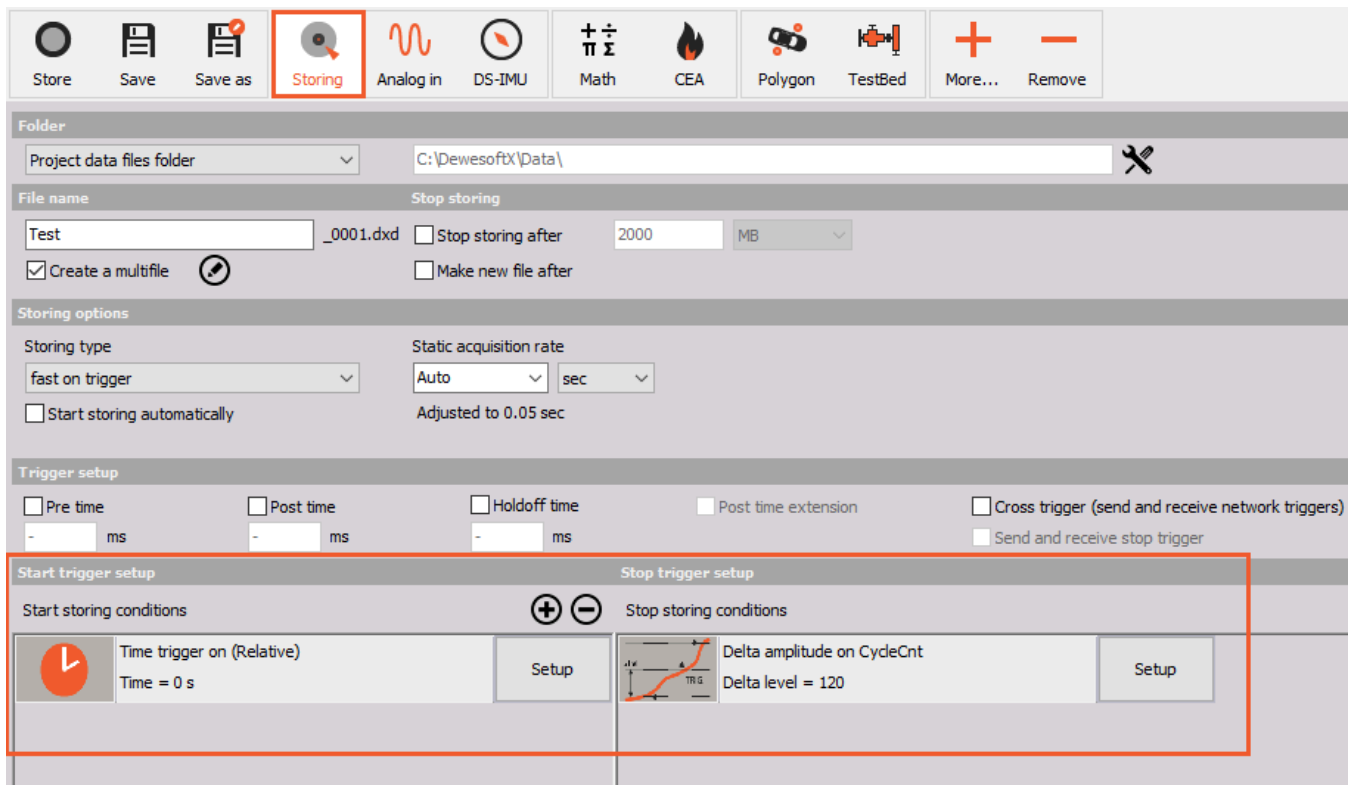 Store Save Save as Storing Analog in DS-IMU Math CEA Polygon TestBed More... Remove
Folder
Project data files folder C:\DewesoftX\Data\
File name Stop storing
Test _0001.dxd Stop storing after 2000 MB
Create a multifile Make new file after
Storing options
Storing type Static acquisition rate
fast on trigger Auto sec
Start storing automatically Adjusted to 0.05 sec
Trigger setup
Pre time Post time Holdoff time Post time extension Cross trigger (send and receive network triggers)
- ms - ms - ms Send and receive stop trigger
Start trigger setup Stop trigger setup
Start storing conditions Stop storing conditions
Time trigger on (Relative) Setup Delta amplitude on CycleCnt Setup
Time = 0 s TRIG Delta level = 120